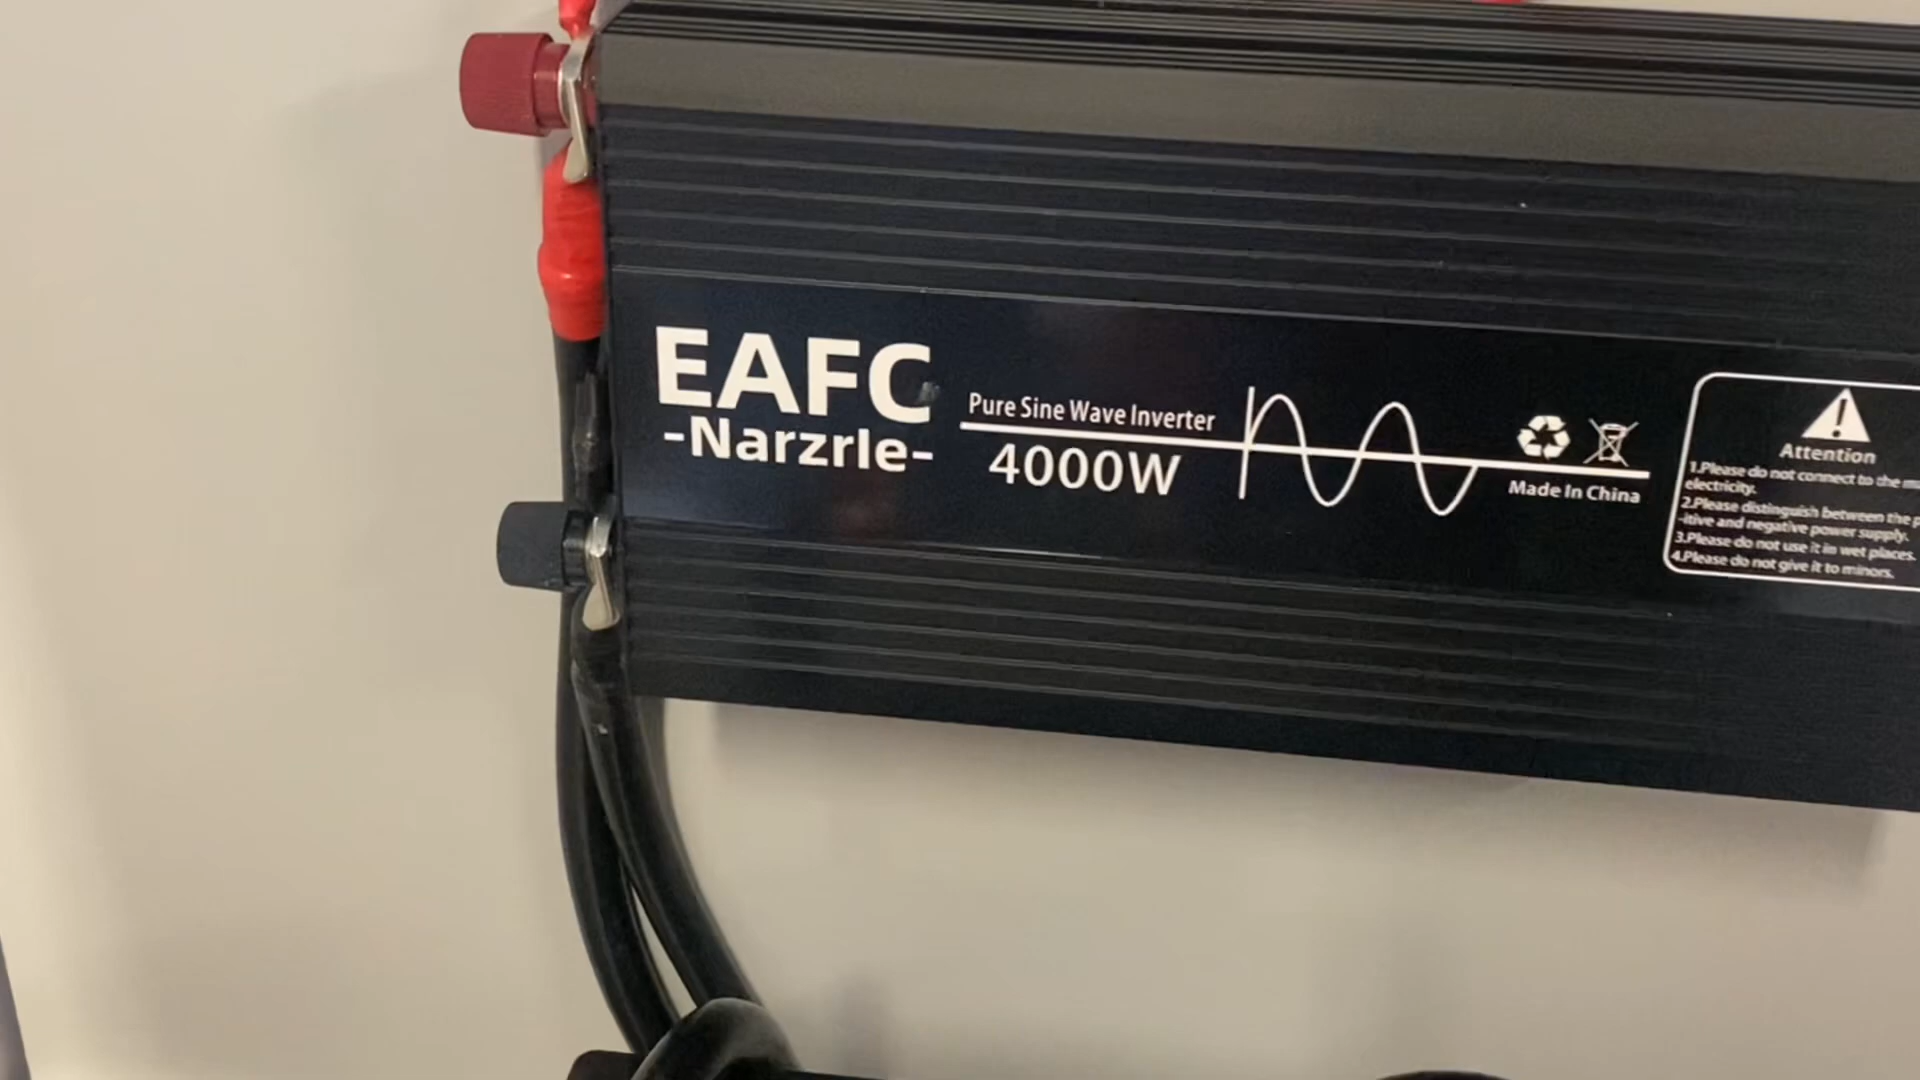 EAFC
-Narzrle-
Pure Sine Wave Inverter
4000W
Made In China
Attention
1.Please do not connect to the
electricity.
2.Please distinguish between the
-itive and negative power supply.
3.Please do not use it in wet places.
4.Please do not give it to minors.